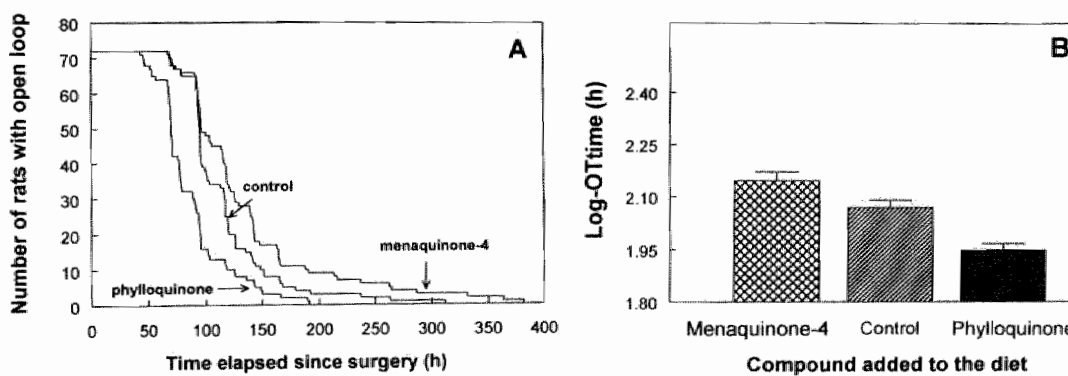 Number of rats with open loop
80
70
60
50
40
30
20
10
0
A
control
menaquinone-4
phylloquinone
0 50 100 150 200 250 300 350 400
Time elapsed since surgery (h)
Log-OTtime (h)
2.40
2.25
2.10
1.95
1.80
B
Menaquinone-4 Control Phylloquinone
Compound added to the diet